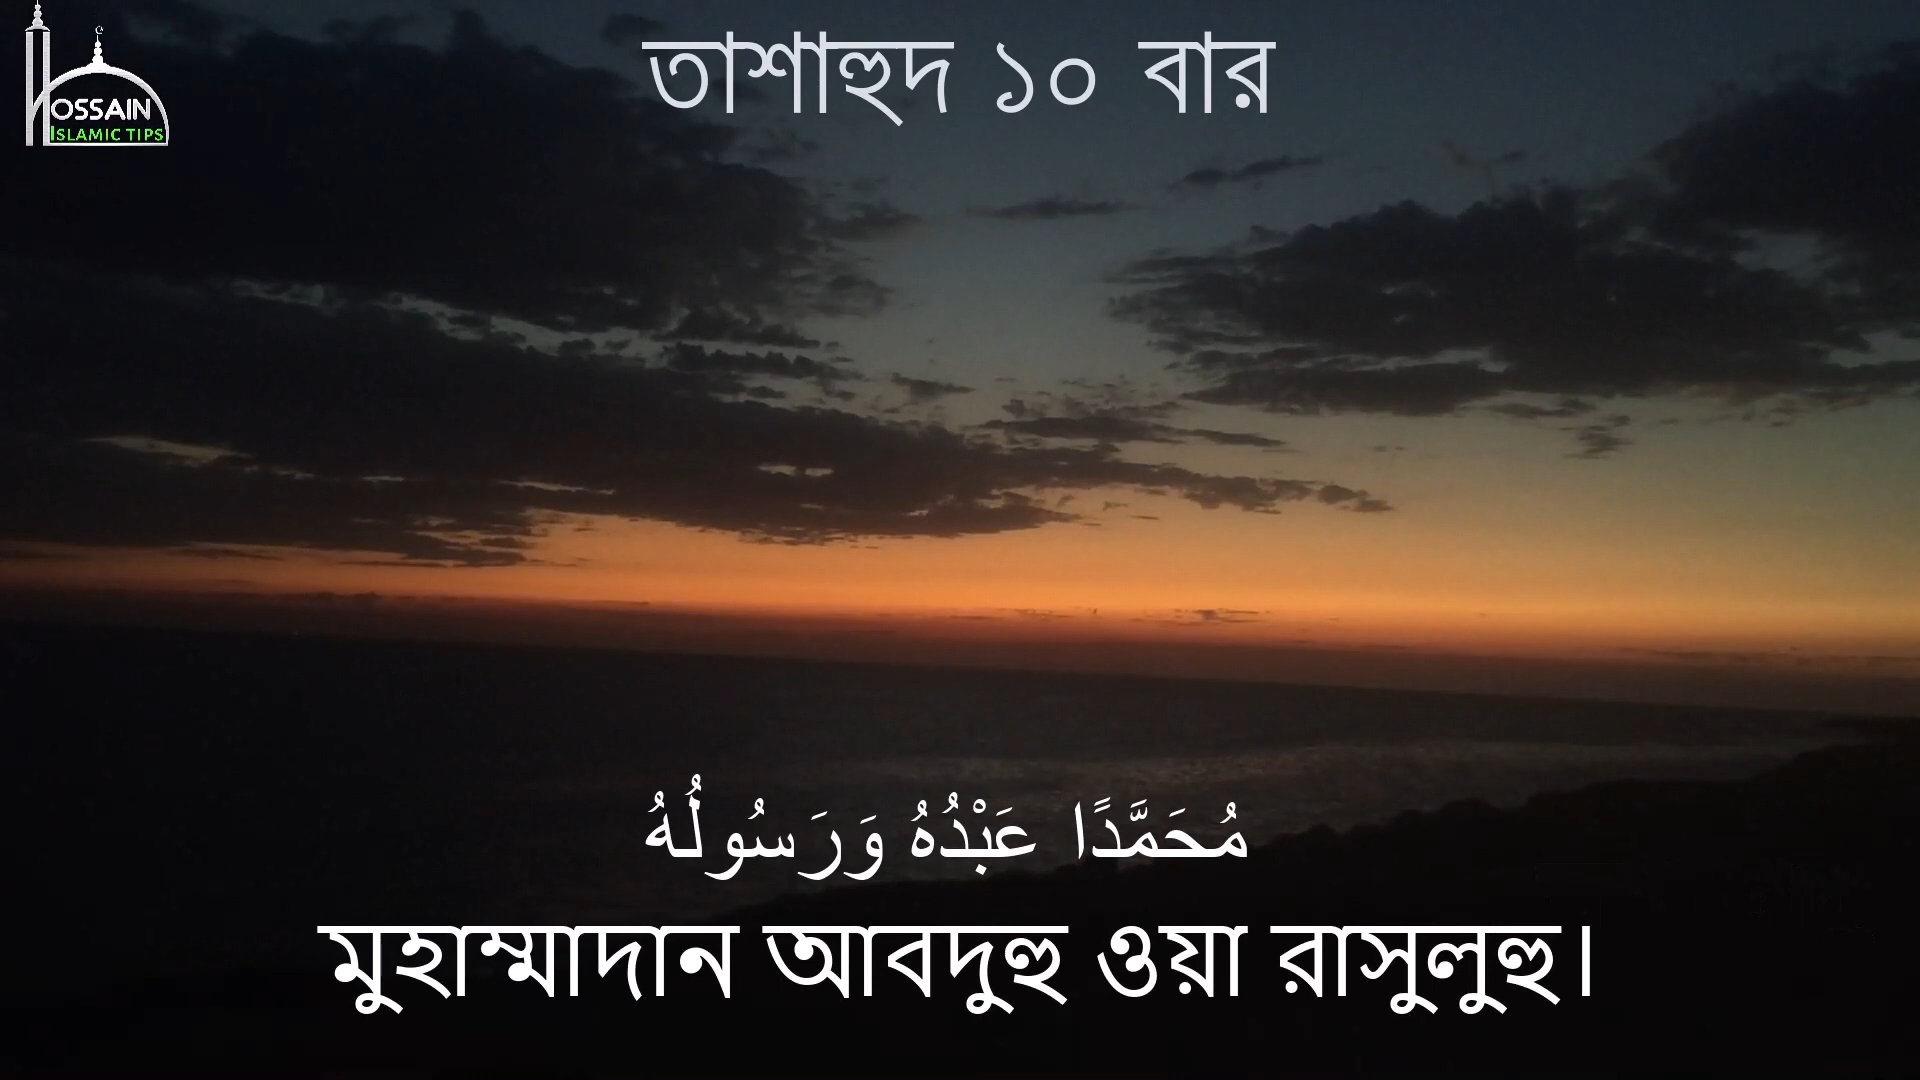 তাশাহুদ ১০ বার
HOSSAIN
ISLAMIC TIPS
مُحَمَّدًا عَبْدُهُ وَرَسُولُهُ
মুহাম্মাদান আবদুহু ওয়া রাসুলুহু।